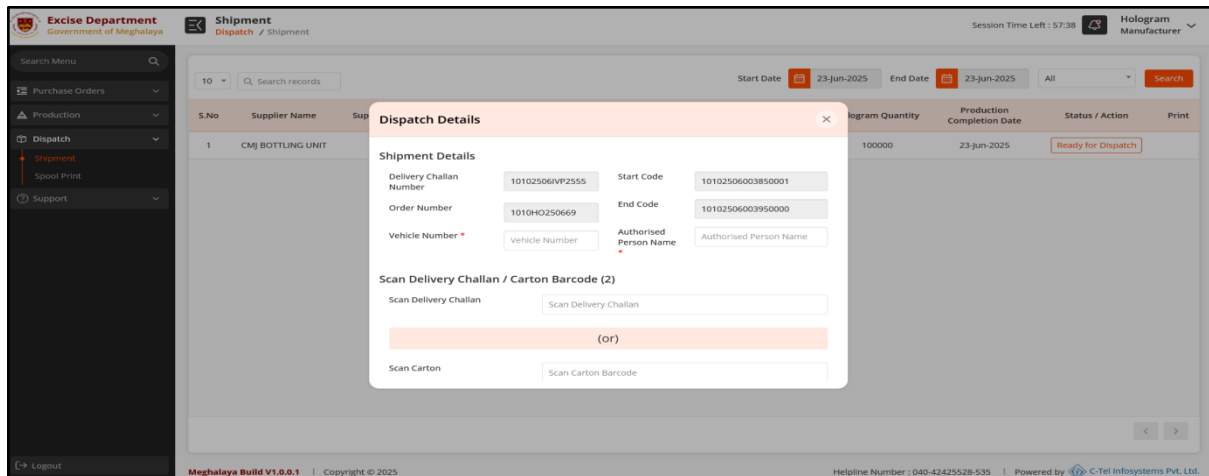 Excise Department
Government of Meghalaya
Shipment
Dispatch / Shipment
Session Time Left : 57:38
Hologram
Manufacturer
Search Menu
Purchase Orders
Production
Dispatch
Shipment
Spool Print
Support
Logout
10
Search records
Start Date
23-Jun-2025
End Date
23-Jun-2025
All
Search
S.No
Supplier Name
Sup
logram Quantity
Production
Completion Date
Status / Action
Print
1
CMJ BOTTLING UNIT
100000
23-Jun-2025
Ready for Dispatch
Dispatch Details
Shipment Details
Delivery Challan
Number
10102506IVP2555
Start Code
10102506003850001
Order Number
1010HO250669
End Code
10102506003950000
Vehicle Number *
Vehicle Number
Authorised
Person Name
*
Authorised Person Name
Scan Delivery Challan / Carton Barcode (2)
Scan Delivery Challan
Scan Delivery Challan
(or)
Scan Carton
Scan Carton Barcode
Meghalaya Build V1.0.0.1 | Copyright © 2025
Helpline Number : 040-42425528-535 | Powered by C-Tel Infosystems Pvt. Ltd.